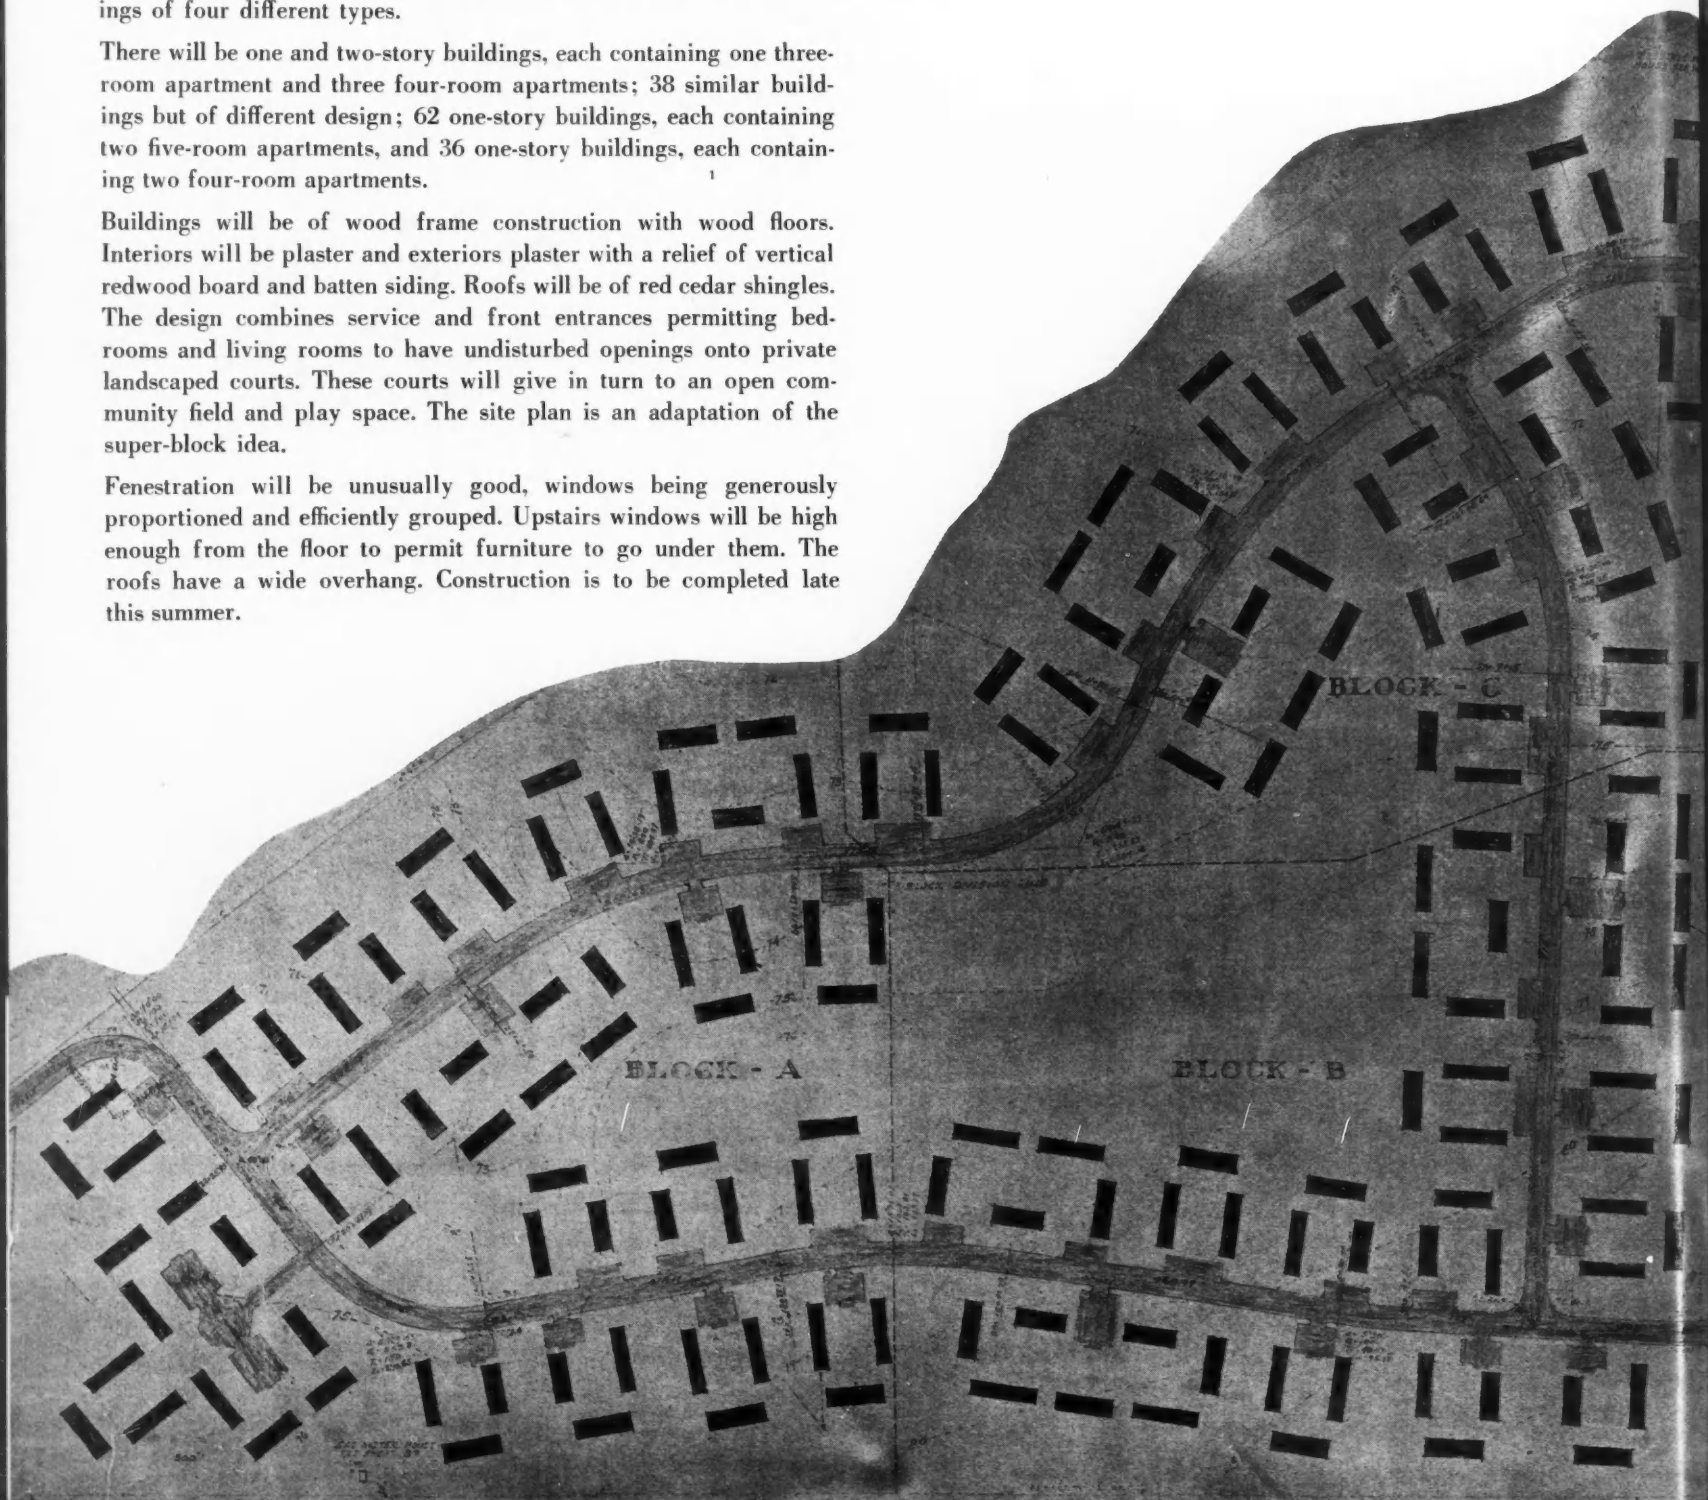 ings of four different types.
There will be one and two-story buildings, each containing one three-
room apartment and three four-room apartments; 38 similar build-
ings but of different design; 62 one-story buildings, each containing
two five-room apartments, and 36 one-story buildings, each contain-
ing two four-room apartments.
Buildings will be of wood frame construction with wood floors.
Interiors will be plaster and exteriors plaster with a relief of vertical
redwood board and batten siding. Roofs will be of red cedar shingles.
The design combines service and front entrances permitting bed-
rooms and living rooms to have undisturbed openings onto private
landscaped courts. These courts will give in turn to an open com-
munity field and play space. The site plan is an adaptation of the
super-block idea.
Fenestration will be unusually good, windows being generously
proportioned and efficiently grouped. Upstairs windows will be high
enough from the floor to permit furniture to go under them. The
roofs have a wide overhang. Construction is to be completed late
this summer.
BLOCK - C
BLOCK - A
BLOCK - B